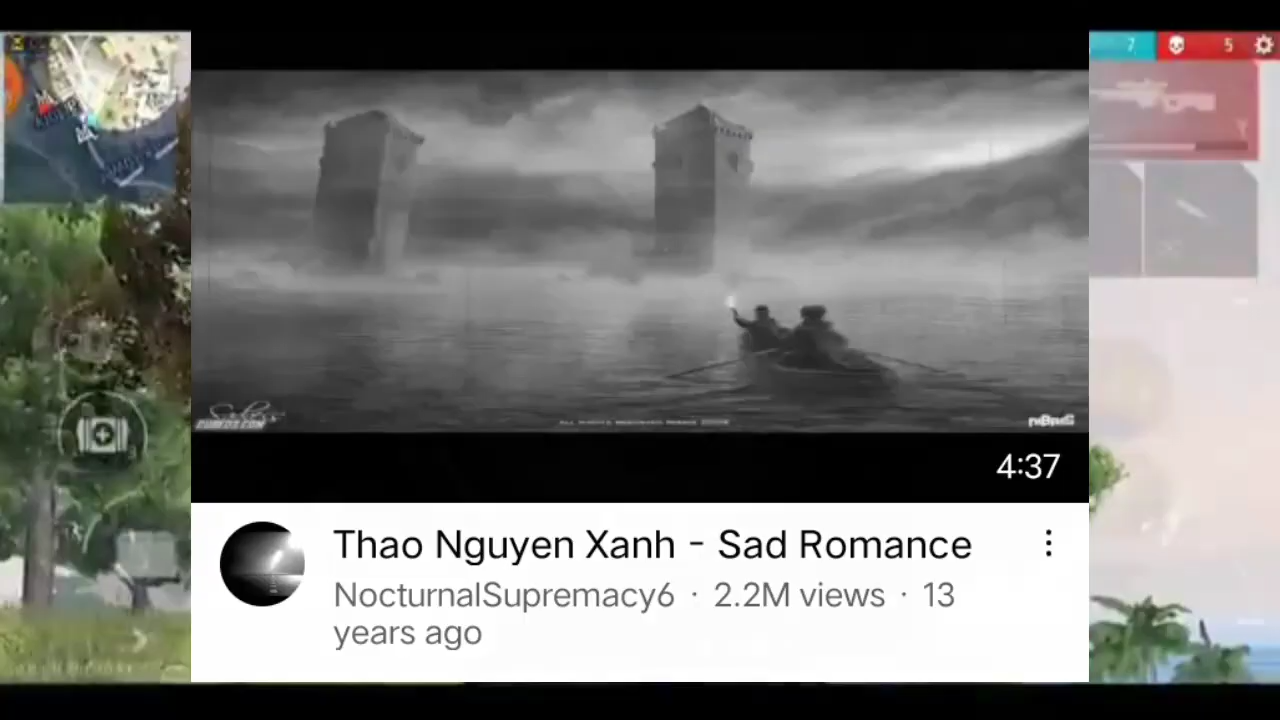 7 5
4:37
Thao Nguyen Xanh - Sad Romance
NocturnalSupremacy6 · 2.2M views · 13
years ago